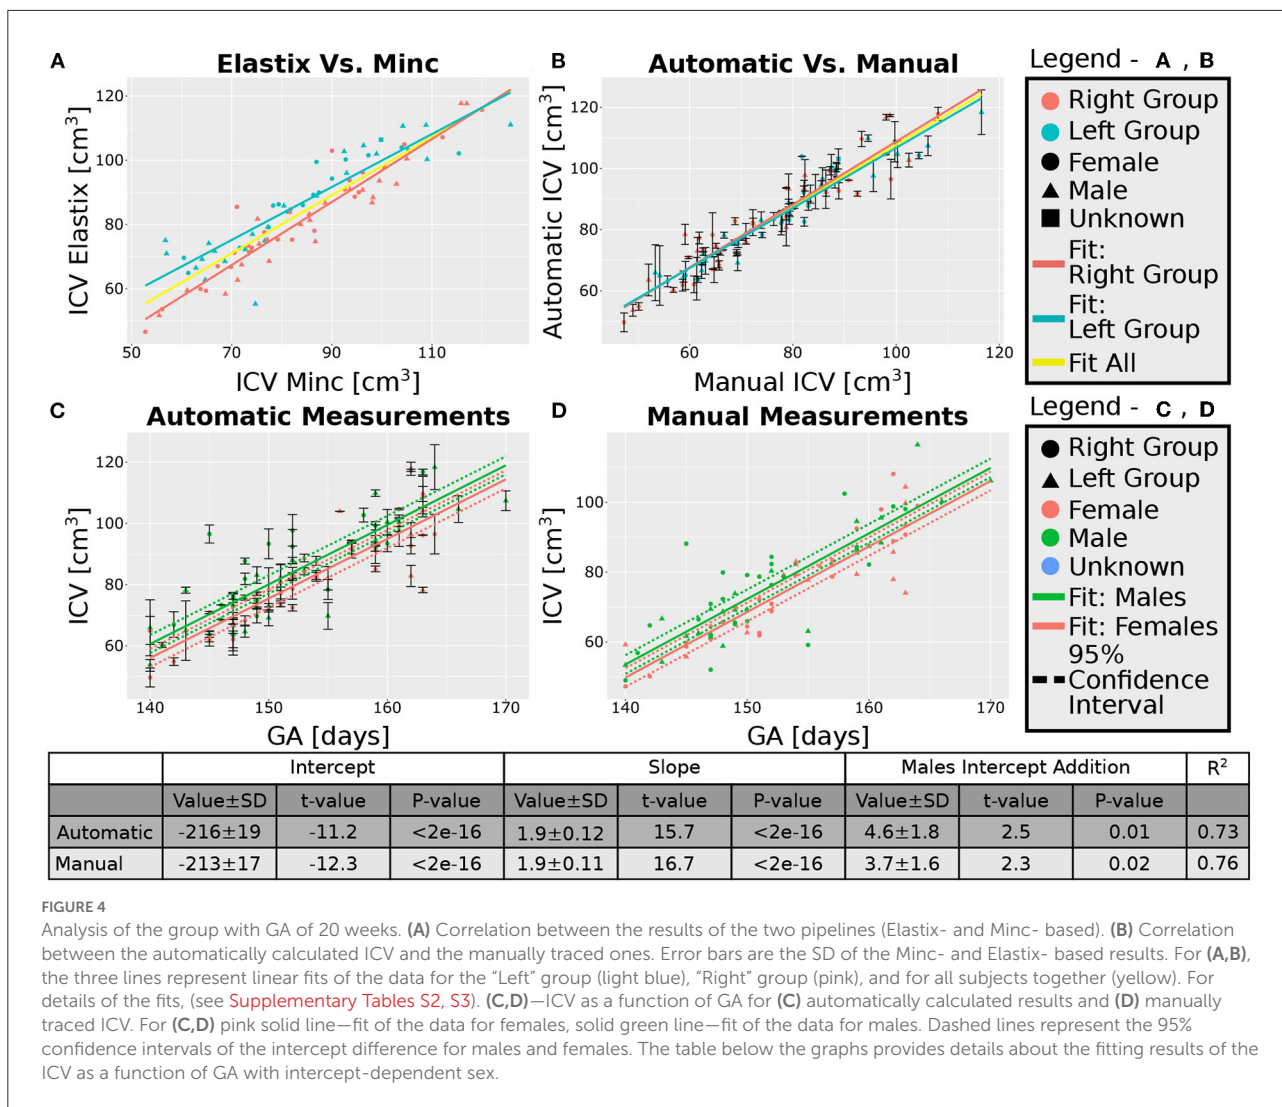 A Elastix Vs. Minc
ICV Elastix [cm³]
120
100
80
60
50 70 90 110
ICV Minc [cm³]
B Automatic Vs. Manual
Automatic ICV [cm³]
120
100
80
60
60 80 100 120
Manual ICV [cm³]
Legend - A , B
Right Group
Left Group
Female
Male
Unknown
Fit:
Right Group
Fit:
Left Group
Fit All
C Automatic Measurements
ICV [cm³]
120
100
80
60
140 150 160 170
GA [days]
D Manual Measurements
ICV [cm³]
100
80
60
140 150 160 170
GA [days]
Legend - C , D
Right Group
Left Group
Female
Male
Unknown
Fit: Males
Fit: Females
95%
Confidence
Interval
Intercept Slope Males Intercept Addition R²
Value±SD t-value P-value Value±SD t-value P-value Value±SD t-value P-value
Automatic -216±19 -11.2 <2e-16 1.9±0.12 15.7 <2e-16 4.6±1.8 2.5 0.01 0.73
Manual -213±17 -12.3 <2e-16 1.9±0.11 16.7 <2e-16 3.7±1.6 2.3 0.02 0.76
FIGURE 4
Analysis of the group with GA of 20 weeks. (A) Correlation between the results of the two pipelines (Elastix- and Minc- based). (B) Correlation
between the automatically calculated ICV and the manually traced ones. Error bars are the SD of the Minc- and Elastix- based results. For (A,B),
the three lines represent linear fits of the data for the “Left” group (light blue), “Right” group (pink), and for all subjects together (yellow). For
details of the fits, (see Supplementary Tables S2, S3). (C,D)—ICV as a function of GA for (C) automatically calculated results and (D) manually
traced ICV. For (C,D) pink solid line—fit of the data for females, solid green line—fit of the data for males. Dashed lines represent the 95%
confidence intervals of the intercept difference for males and females. The table below the graphs provides details about the fitting results of the
ICV as a function of GA with intercept-dependent sex.